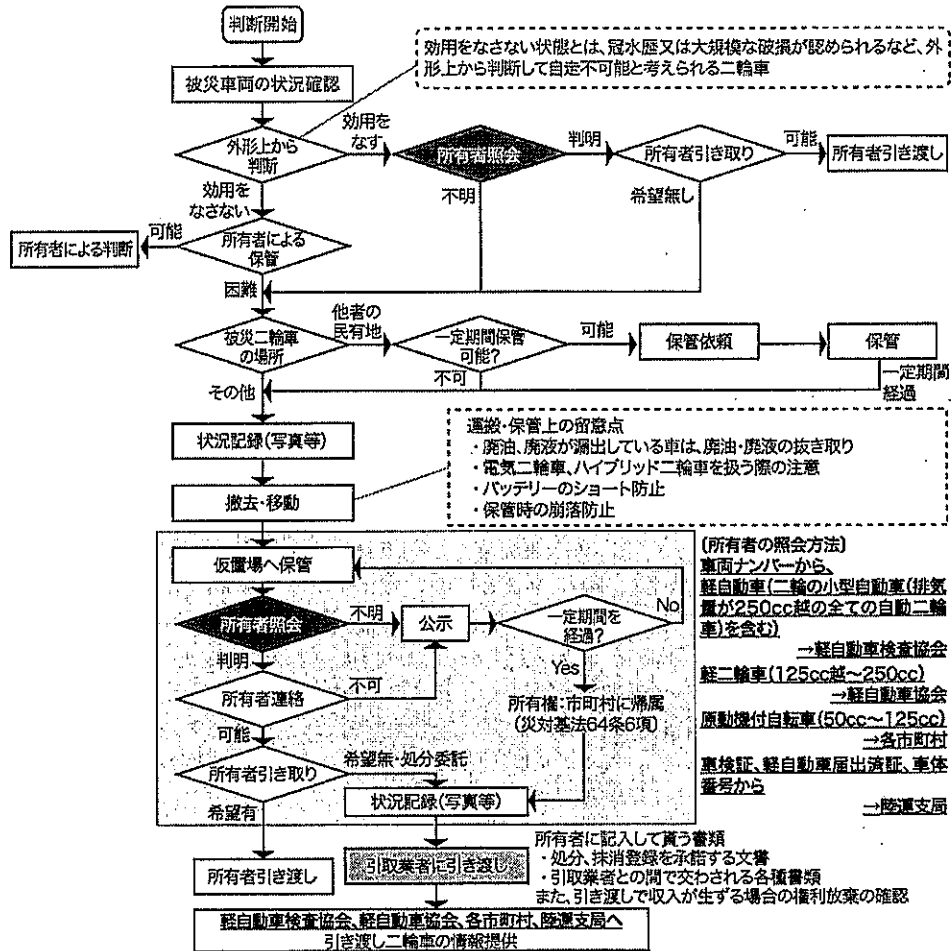 判断開始
効用をなさない状態とは、冠水歴又は大規模な破損が認められるなど、外
形上から判断して自走不可能と考えられる二輪車
被災車両の状況確認
外形上から
判断
効用を
なす
所有者照会
判明
所有者引き取り
可能
所有者引き渡し
効用を
なさない
不明
希望無し
所有者による判断
可能
所有者による
保管
困難
被災二輪車
の場所
他者の
民有地
一定期間保管
可能?
可能
保管依頼
保管
その他
不可
一定期間
経過
状況記録(写真等)
運搬・保管上の留意点
・廃油、廃液が漏出している車は、廃油・廃液の抜き取り
・電気二輪車、ハイブリッド二輪車を扱う際の注意
・バッテリーのショート防止
・保管時の崩落防止
撤去・移動
仮置場へ保管
所有者照会
不明
公示
一定期間を
経過?
No
判明
Yes
所有者連絡
不可
所有権:市町村に帰属
(災対基法64条6項)
可能
所有者引き取り
希望無・処分委託
状況記録(写真等)
希望有
〔所有者の照会方法〕
車両ナンバーから、
軽自動車(二輪の小型自動車(排気
量が250cc越の全ての自動二輪
車)を含む)
→軽自動車検査協会
軽二輪車(125cc越~250cc)
→軽自動車協会
原動機付自転車(50cc~125cc)
→各市町村
車検証、軽自動車届出済証、車体
番号から
→陸運支局
所有者引き渡し
引取業者に引き渡し
所有者に記入して貰う書類
・処分、抹消登録を承諾する文書
・引取業者との間で交わされる各種書類
また、引き渡しで収入が生ずる場合の権利放棄の確認
軽自動車検査協会、軽自動車協会、各市町村、陸運支局へ
引き渡し二輪車の情報提供